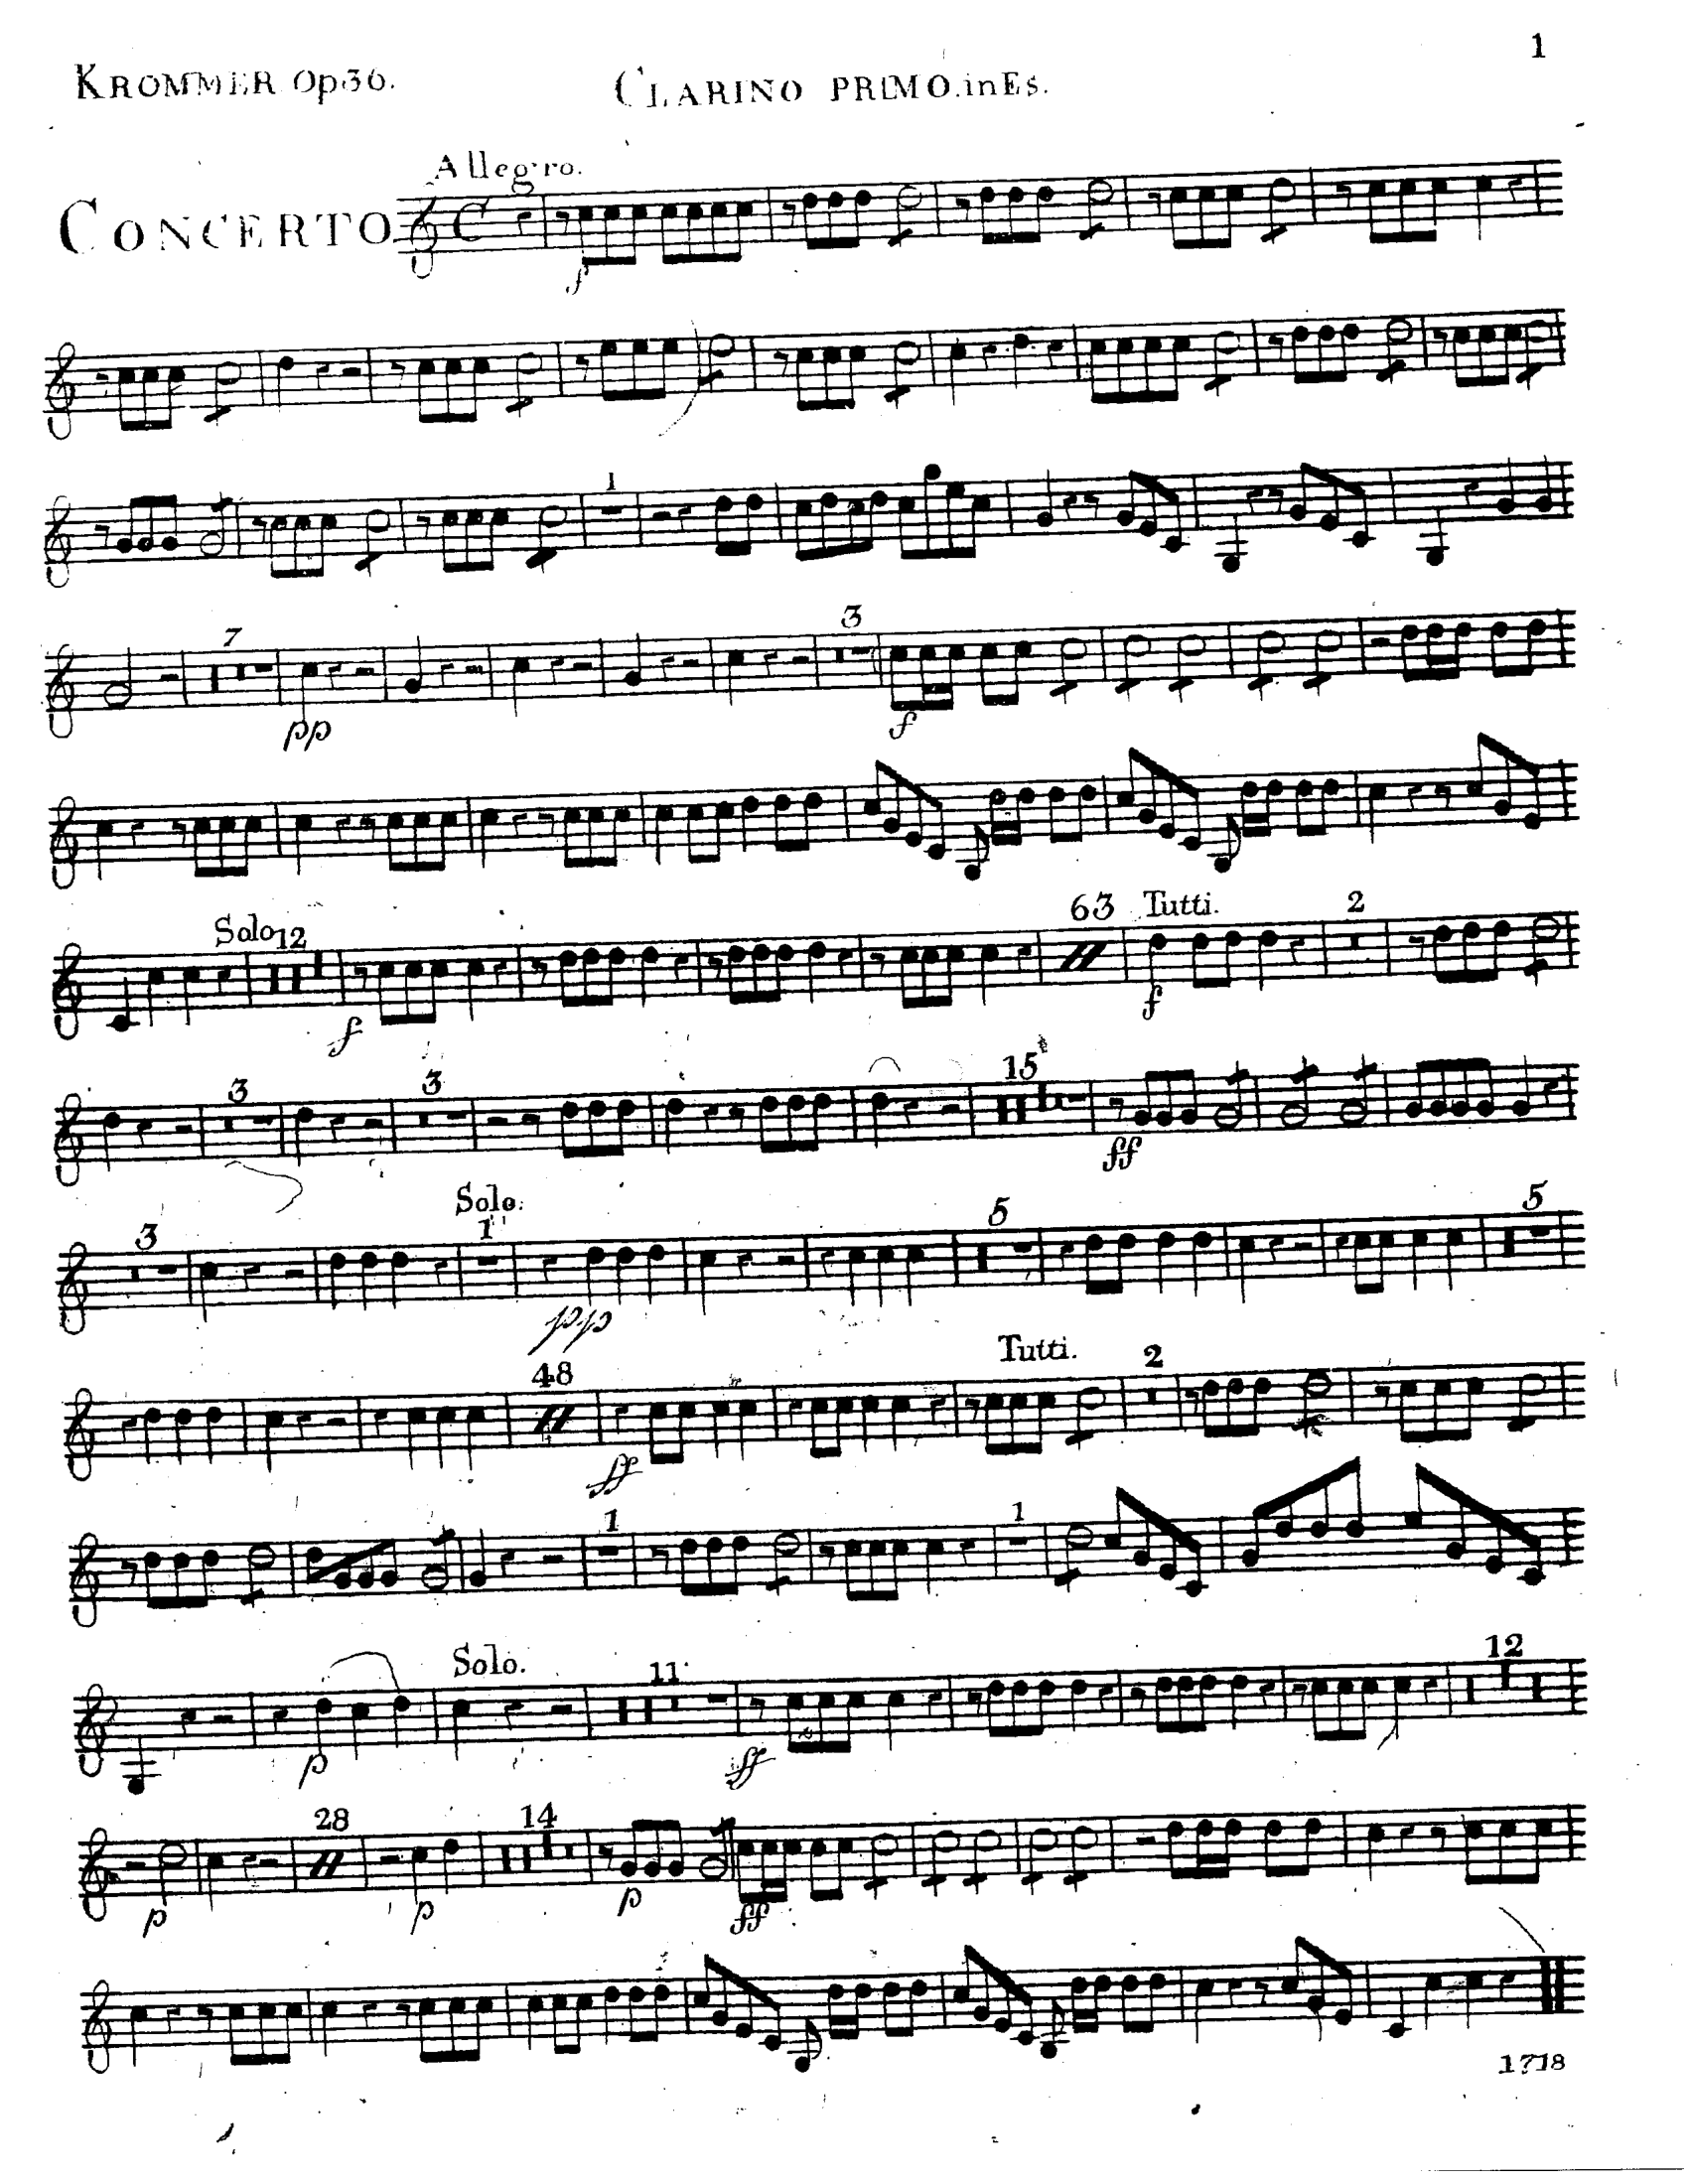 1
KROMMER Op36. CLARINO PRIMO. in Es.
Allegro.
CONCERTO
f
1
7 3
pp f
Solo 12 63 Tutti. 2
f f
3 3 15
ff
3 Solo. 1 5 5
pp
48 Tutti. 2
ff
1 1
Solo. 11 12
p ff
28 14
p p p ff
1718